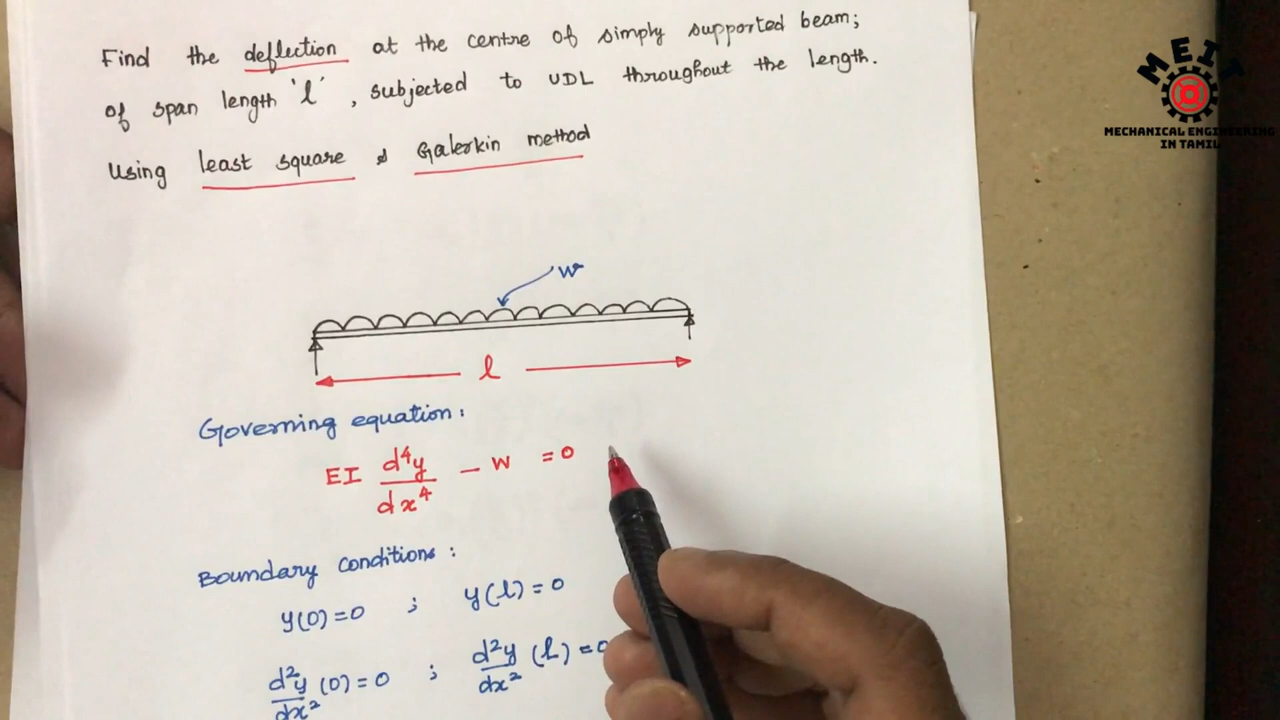 Find the deflection at the centre of simply supported beam;
of span length 'l', subjected to UDL throughout the length.
Using least square & Galerkin method
w
l
Governing equation:
EI d⁴y/dx⁴ - w = 0
Boundary conditions:
y(0)=0 ; y(l)=0
d²y/dx² (0)=0 ; d²y/dx² (l)=0
MEIT
MECHANICAL ENGINEERING
IN TAMIL